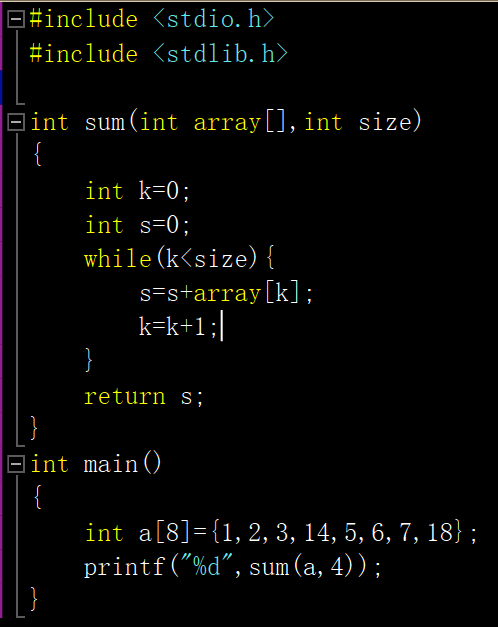 #include <stdio.h>
#include <stdlib.h>
int sum(int array[],int size)
{
    int k=0;
    int s=0;
    while(k<size){
        s=s+array[k];
        k=k+1;
    }
    return s;
}
int main()
{
    int a[8]={1,2,3,14,5,6,7,18};
    printf("%d",sum(a,4));
}